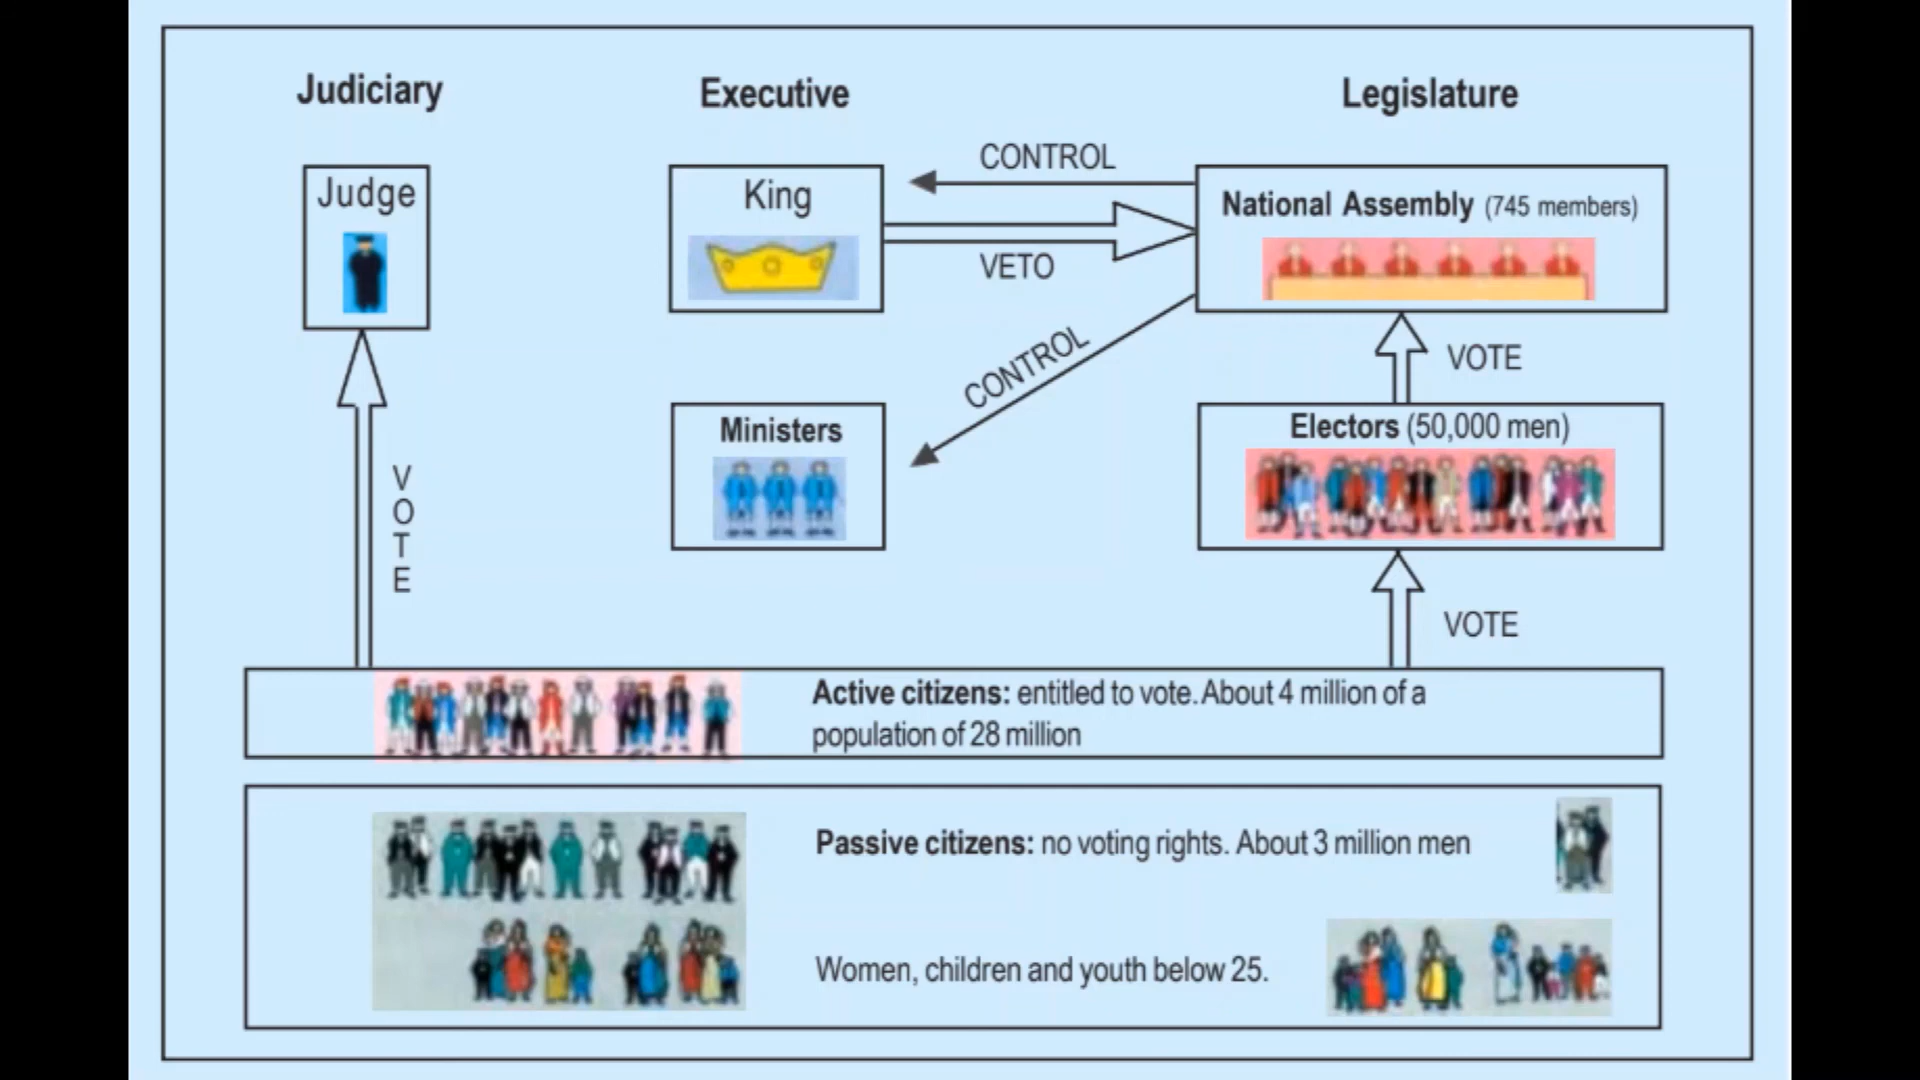 Judiciary
Executive
Legislature
Judge
King
CONTROL
VETO
National Assembly (745 members)
CONTROL
Ministers
VOTE
Electors (50,000 men)
VOTE
VOTE
Active citizens: entitled to vote. About 4 million of a
population of 28 million
Passive citizens: no voting rights. About 3 million men
Women, children and youth below 25.